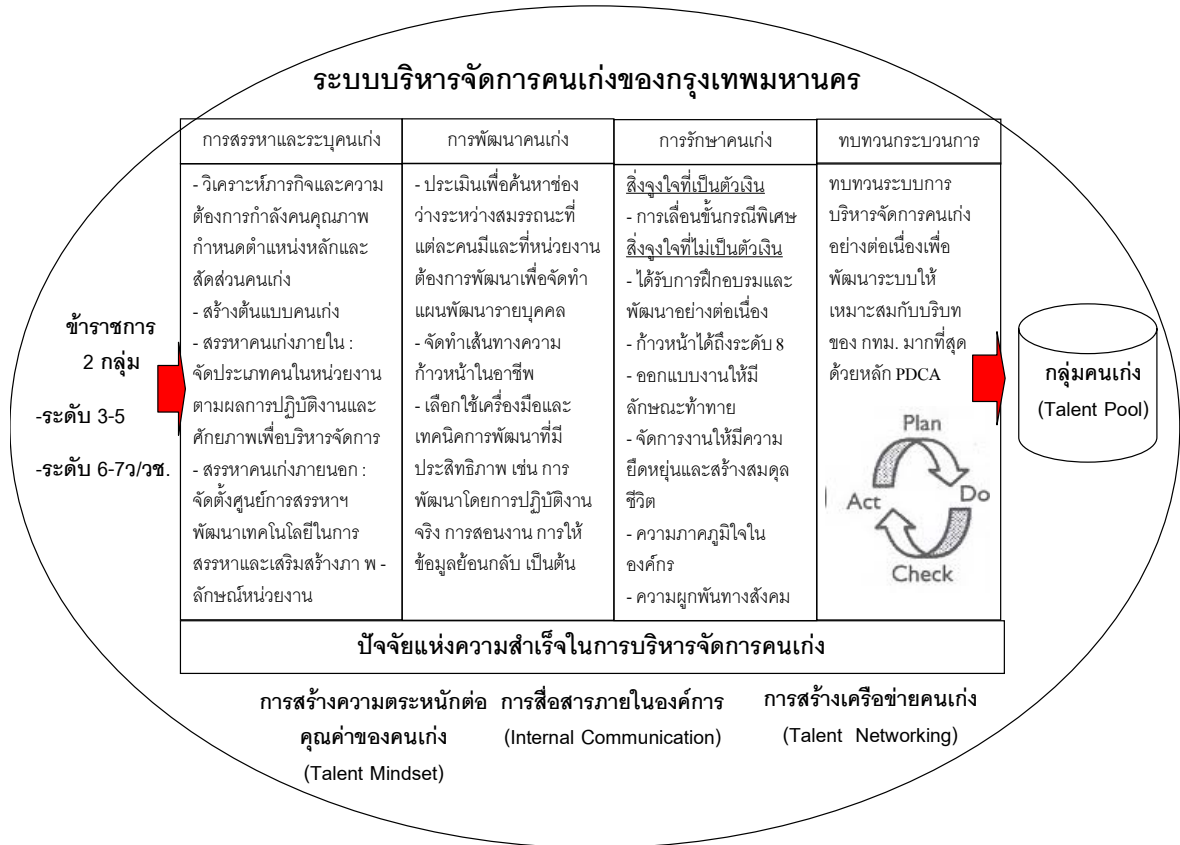 ระบบบริหารจัดการคนเก่งของกรุงเทพมหานคร
ข้าราชการ
2 กลุ่ม
-ระดับ 3-5
-ระดับ 6-7ว/วช.
การสรรหาและระบุคนเก่ง
- วิเคราะห์ภารกิจและความ
ต้องการกำลังคนคุณภาพ
กำหนดตำแหน่งหลักและ
สัดส่วนคนเก่ง
- สร้างต้นแบบคนเก่ง
- สรรหาคนเก่งภายใน :
จัดประเภทคนในหน่วยงาน
ตามผลการปฏิบัติงานและ
ศักยภาพเพื่อบริหารจัดการ
- สรรหาคนเก่งภายนอก :
จัดตั้งศูนย์การสรรหาฯ
พัฒนาเทคโนโลยีในการ
สรรหาและเสริมสร้างภา พ -
ลักษณ์หน่วยงาน
การพัฒนาคนเก่ง
- ประเมินเพื่อค้นหาช่อง
ว่างระหว่างสมรรถนะที่
แต่ละคนมีและที่หน่วยงาน
ต้องการพัฒนาเพื่อจัดทำ
แผนพัฒนารายบุคคล
- จัดทำเส้นทางความ
ก้าวหน้าในอาชีพ
- เลือกใช้เครื่องมือและ
เทคนิคการพัฒนาที่มี
ประสิทธิภาพ เช่น การ
พัฒนาโดยการปฏิบัติงาน
จริง การสอนงาน การให้
ข้อมูลย้อนกลับ เป็นต้น
การรักษาคนเก่ง
สิ่งจูงใจที่เป็นตัวเงิน
- การเลื่อนขั้นกรณีพิเศษ
สิ่งจูงใจที่ไม่เป็นตัวเงิน
- ได้รับการฝึกอบรมและ
พัฒนาอย่างต่อเนื่อง
- ก้าวหน้าได้ถึงระดับ 8
- ออกแบบงานให้มี
ลักษณะท้าทาย
- จัดการงานให้มีความ
ยืดหยุ่นและสร้างสมดุล
ชีวิต
- ความภาคภูมิใจใน
องค์กร
- ความผูกพันทางสังคม
ทบทวนกระบวนการ
ทบทวนระบบการ
บริหารจัดการคนเก่ง
อย่างต่อเนื่องเพื่อ
พัฒนาระบบให้
เหมาะสมกับบริบท
ของ กทม. มากที่สุด
ด้วยหลัก PDCA
Plan
Act
Do
Check
กลุ่มคนเก่ง
(Talent Pool)
ปัจจัยแห่งความสำเร็จในการบริหารจัดการคนเก่ง
การสร้างความตระหนักต่อ
คุณค่าของคนเก่ง
(Talent Mindset)
การสื่อสารภายในองค์การ
(Internal Communication)
การสร้างเครือข่ายคนเก่ง
(Talent Networking)